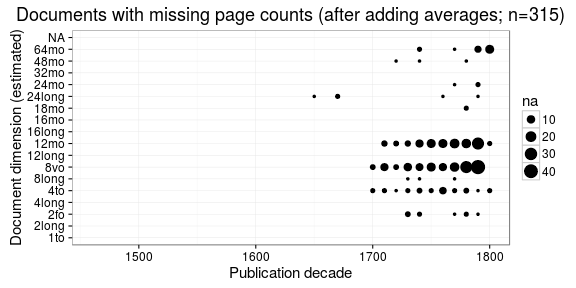 Documents with missing page counts (after adding averages; n=315)
Document dimension (estimated)
NA
64mo
48mo
32mo
24mo
24long
18mo
16mo
16long
12mo
12long
8vo
8long
4to
4long
2fo
2long
1to
1500
1600
1700
1800
Publication decade
na
10
20
30
40